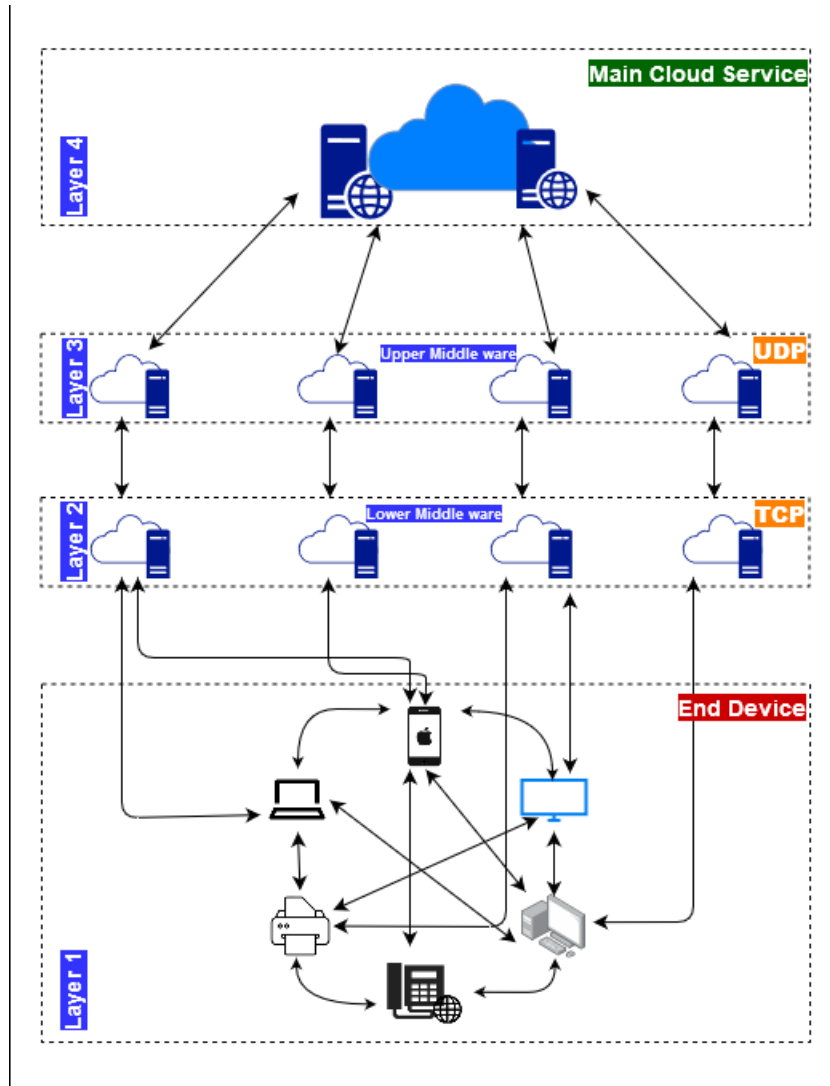 Main Cloud Service
Layer 4
Layer 3
Upper Middle ware
UDP
Layer 2
Lower Middle ware
TCP
End Device
Layer 1